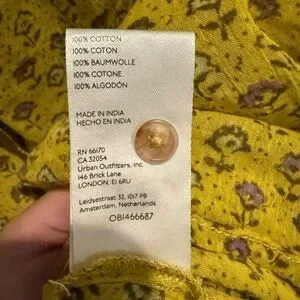 100% COTTON
100% COTON
100% BAUMWOLLE
100% COTONE
100% ALGODÓN
MADE IN INDIA
HECHO EN INDIA
RN 66170
CA 32054
Urban Outfitters, Inc.
146 Brick Lane
LONDON, E1 6RU
Leidsestraat 32, 1017 PB
Amsterdam, Netherlands
OB1466687